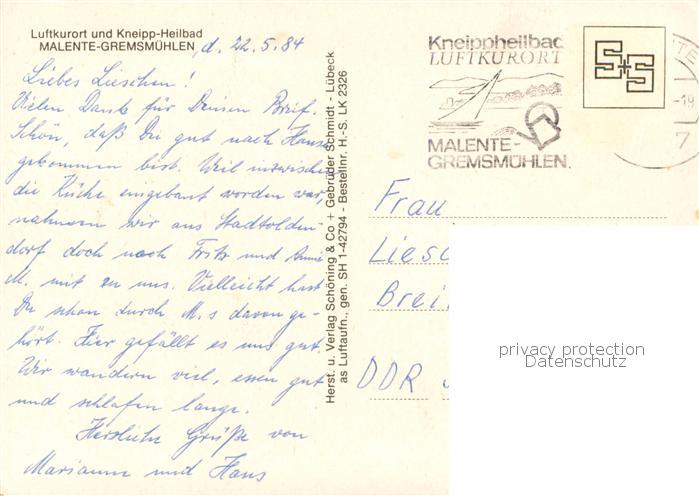 Luftkurort und Kneipp-Heilbad
MALENTE-GREMSMÜHLEN, d. 22.5.84
Liebes Lieschen!
Vielen Dank für Deinen Brief.
Schön, daß Du gut nach Hause
gekommen bist. Weil inzwischen
die Küche eingebaut worden war,
nahmen wir aus Stadtolden-
dorf doch noch Fritz und Anne
M. mit zu uns. Vielleicht hast
Du schon durch M.s davon ge-
hört. Hier gefällt es uns gut.
Wir wandern viel, essen gut
und schlafen lange.
Herzliche Grüße von
Marianne und Hans
Herst. u. Verlag Schöning & Co + Gebrüder Schmidt - Lübeck
as Luftaufn., gen. SH 1-42794 - Bestellnr. H.-S. LK 2326
Kneippheilbad
LUFTKURORT
MALENTE-
GREMSMÜHLEN.
S+S
-19
7
Frau
Liesc
Brei
DDR
privacy protection
Datenschutz